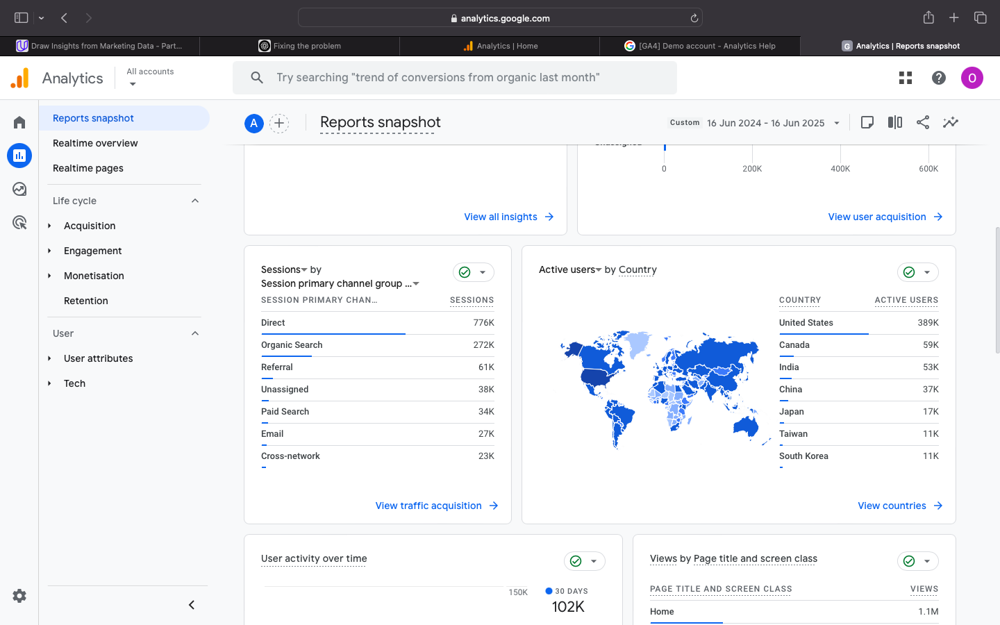 analytics.google.com
Draw Insights from Marketing Data - Part...
Fixing the problem
Analytics | Home
[GA4] Demo account - Analytics Help
G
Analytics | Reports snapshot
Analytics
All accounts
Try searching "trend of conversions from organic last month"
O
Reports snapshot
Realtime overview
Realtime pages
Life cycle
Acquisition
Engagement
Monetisation
Retention
User
User attributes
Tech
A
Reports snapshot
Custom 16 Jun 2024 - 16 Jun 2025
View all insights
Unassigned
0 200K 400K 600K
View user acquisition
Sessions by
Session primary channel group ...
SESSION PRIMARY CHAN... SESSIONS
Direct 776K
Organic Search 272K
Referral 61K
Unassigned 38K
Paid Search 34K
Email 27K
Cross-network 23K
View traffic acquisition
Active users by Country
COUNTRY ACTIVE USERS
United States 389K
Canada 59K
India 53K
China 37K
Japan 17K
Taiwan 11K
South Korea 11K
View countries
User activity over time
150K
30 DAYS
102K
Views by Page title and screen class
PAGE TITLE AND SCREEN CLASS VIEWS
Home 1.1M